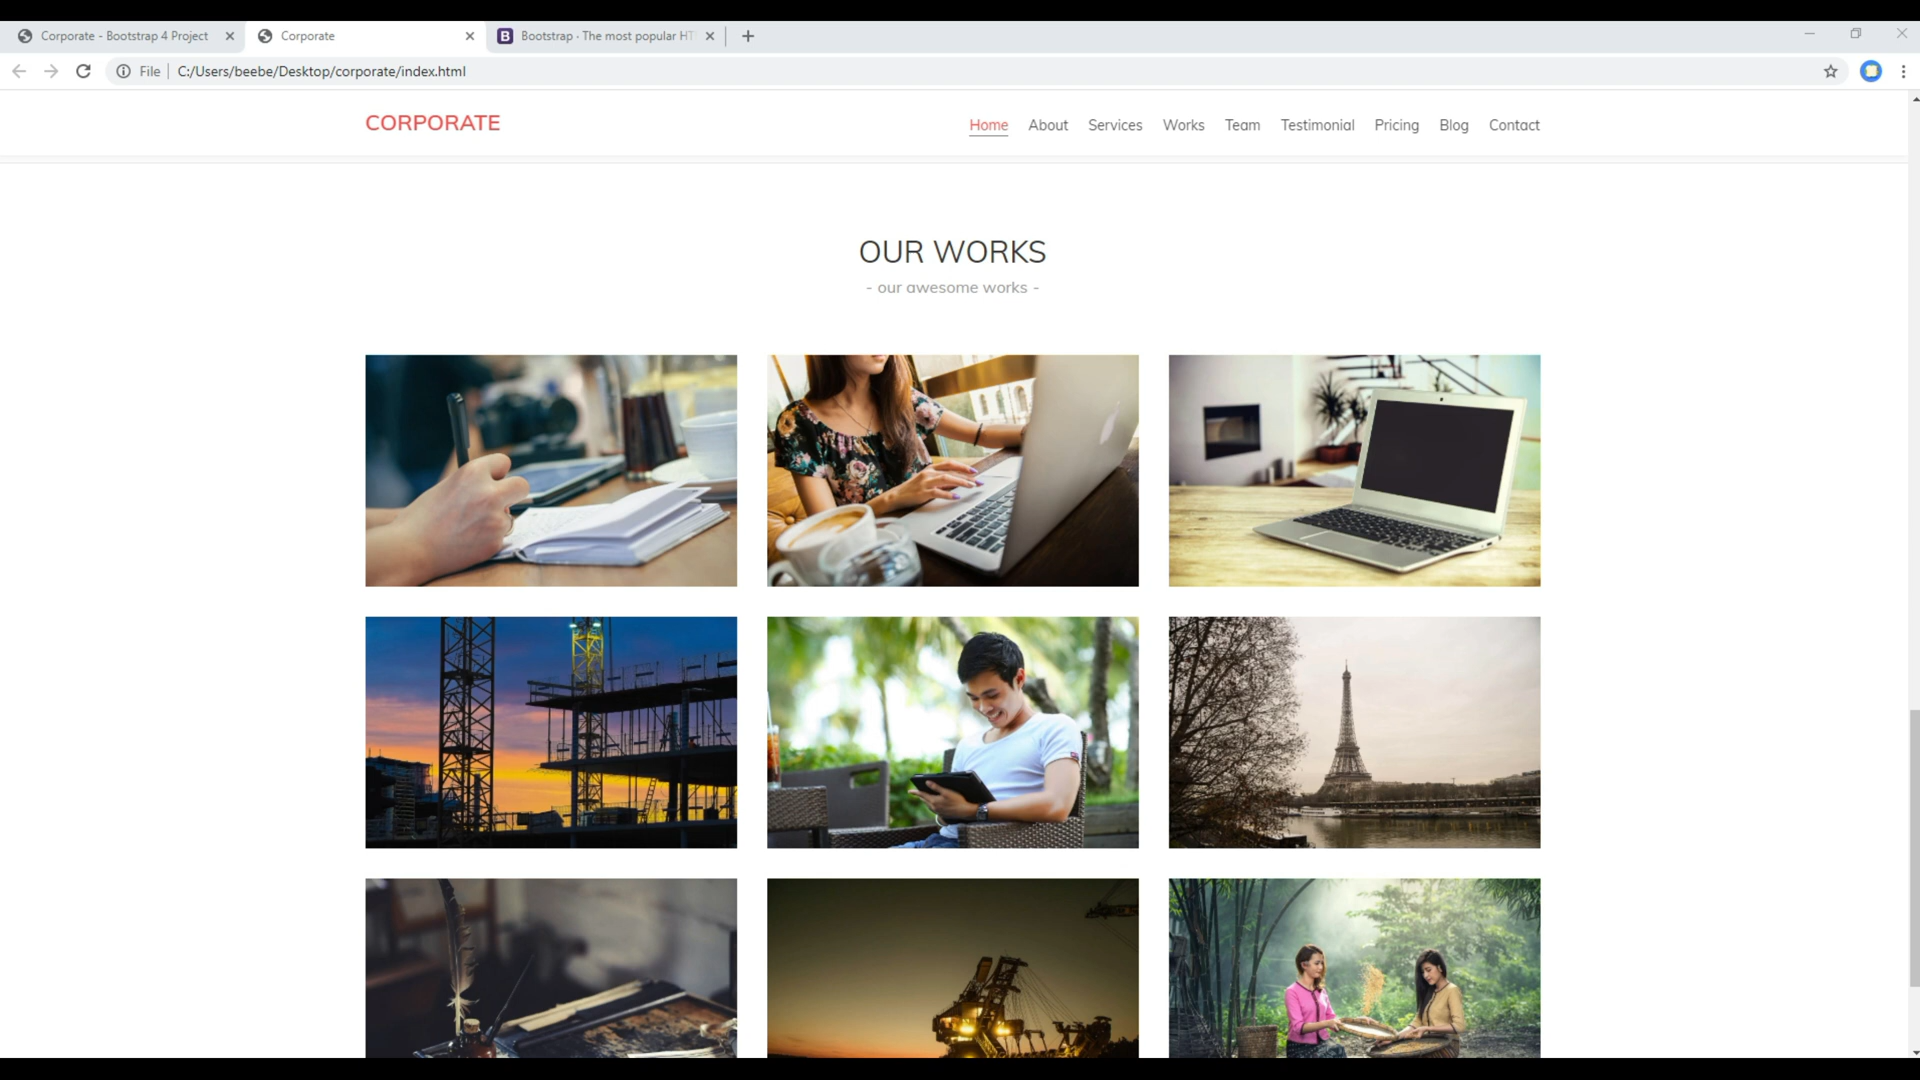 Corporate - Bootstrap 4 Project
Corporate
B Bootstrap · The most popular HT
File
C:/Users/beebe/Desktop/corporate/index.html
CORPORATE
Home About Services Works Team Testimonial Pricing Blog Contact
OUR WORKS
- our awesome works -